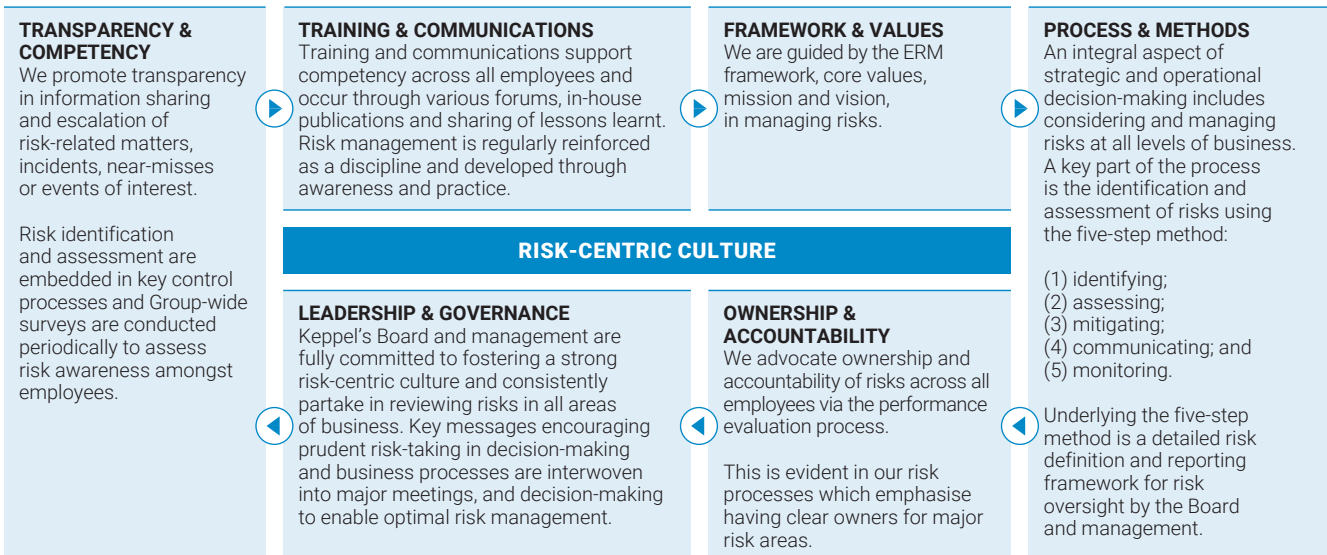 TRANSPARENCY &
COMPETENCY
We promote transparency
in information sharing
and escalation of
risk-related matters,
incidents, near-misses
or events of interest.
Risk identification
and assessment are
embedded in key control
processes and Group-wide
surveys are conducted
periodically to assess
risk awareness amongst
employees.
TRAINING & COMMUNICATIONS
Training and communications support
competency across all employees and
occur through various forums, in-house
publications and sharing of lessons learnt.
Risk management is regularly reinforced
as a discipline and developed through
awareness and practice.
FRAMEWORK & VALUES
We are guided by the ERM
framework, core values,
mission and vision,
in managing risks.
PROCESS & METHODS
An integral aspect of
strategic and operational
decision-making includes
considering and managing
risks at all levels of business.
A key part of the process
is the identification and
assessment of risks using
the five-step method:
(1) identifying;
(2) assessing;
(3) mitigating;
(4) communicating; and
(5) monitoring.
Underlying the five-step
method is a detailed risk
definition and reporting
framework for risk
oversight by the Board
and management.
RISK-CENTRIC CULTURE
LEADERSHIP & GOVERNANCE
Keppel's Board and management are
fully committed to fostering a strong
risk-centric culture and consistently
partake in reviewing risks in all areas
of business. Key messages encouraging
prudent risk-taking in decision-making
and business processes are interwoven
into major meetings, and decision-making
to enable optimal risk management.
OWNERSHIP &
ACCOUNTABILITY
We advocate ownership and
accountability of risks across all
employees via the performance
evaluation process.
This is evident in our risk
processes which emphasise
having clear owners for major
risk areas.